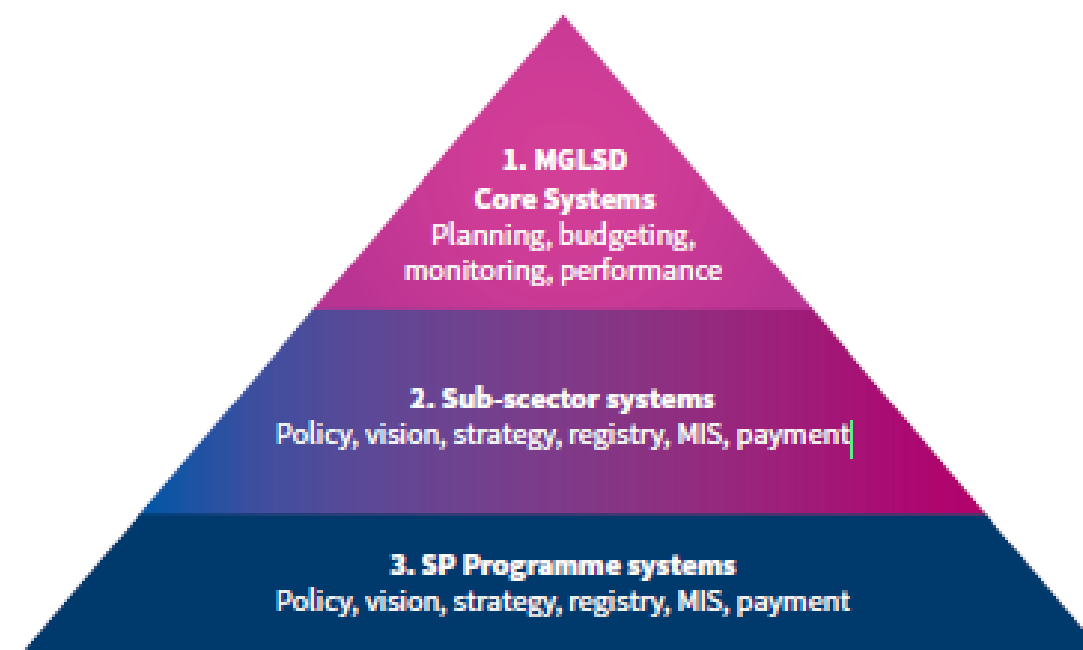 1. MGLSD
Core Systems
Planning, budgeting,
monitoring, performance
2. Sub-scector systems
Policy, vision, strategy, registry, MIS, payment
3. SP Programme systems
Policy, vision, strategy, registry, MIS, payment